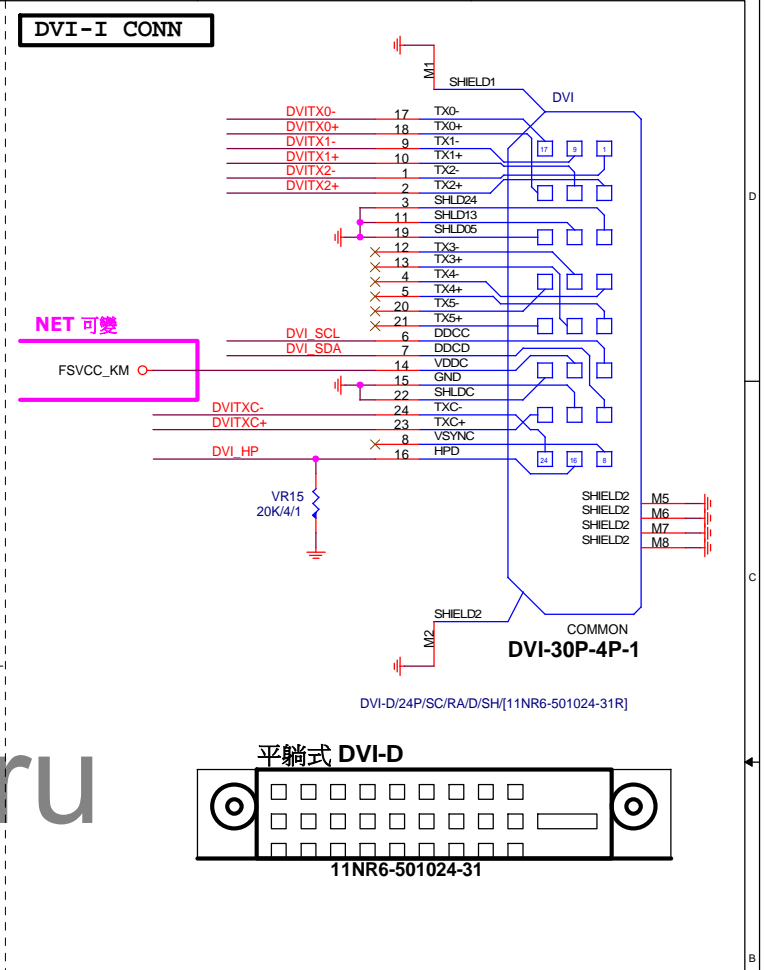 DVI-I CONN
M1
SHIELD1
DVI
DVITX0- 17 TX0-
DVITX0+ 18 TX0+
DVITX1- 9 TX1-
DVITX1+ 10 TX1+
DVITX2- 1 TX2-
DVITX2+ 2 TX2+
3 SHLD24
11 SHLD13
19 SHLD05
12 TX3-
13 TX3+
4 TX4-
5 TX4+
20 TX5-
21 TX5+
DVI_SCL 6 DDCC
DVI_SDA 7 DDCD
14 VDDC
15 GND
22 SHLDC
DVITXC- 24 TXC-
DVITXC+ 23 TXC+
8 VSYNC
DVI_HP 16 HPD
17 9 1
24 16 8
NET 可變
FSVCC_KM
VR15
20K/4/1
SHIELD2 M5
SHIELD2 M6
SHIELD2 M7
SHIELD2 M8
SHIELD2
M2
COMMON
DVI-30P-4P-1
DVI-D/24P/SC/RA/D/SH/[11NR6-501024-31R]
平躺式 DVI-D
11NR6-501024-31
ru
D
C
B